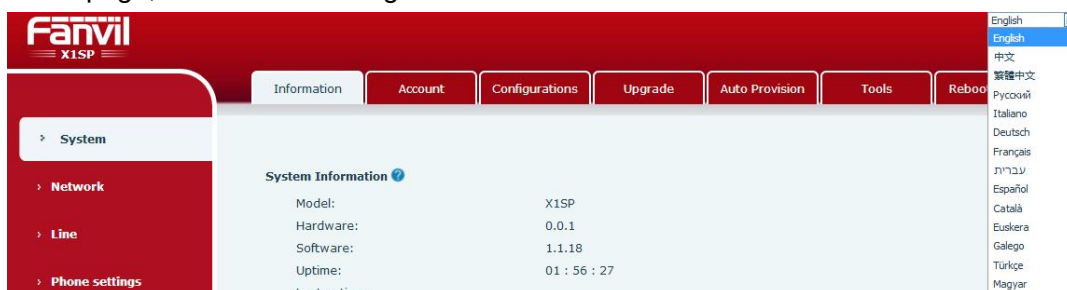 Fanvil
X1SP
English
English
中文
繁體中文
Русский
Italiano
Deutsch
Français
עברית
Español
Català
Euskera
Galego
Türkçe
Magyar
Information
Account
Configurations
Upgrade
Auto Provision
Tools
Reboo
› System
› Network
› Line
› Phone settings
System Information
Model: X1SP
Hardware: 0.0.1
Software: 1.1.18
Uptime: 01 : 56 : 27